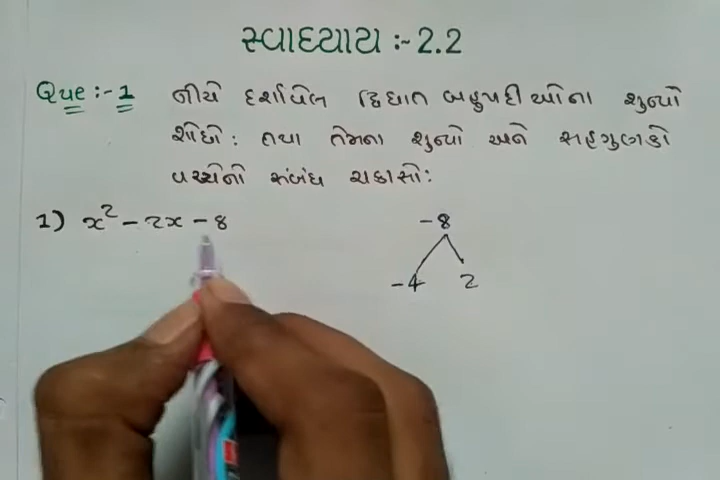 સ્વાધ્યાય :- 2.2
Que :- 1 નીચે દર્શાવેલ દ્વિઘાત બહુપદીઓના શૂન્યો
શોધો : તથા તેમના શૂન્યો અને સહગુણકો
વચ્ચેનો સંબંધ ચકાસો:
1) x² - 2x - 8
-8
-4 2